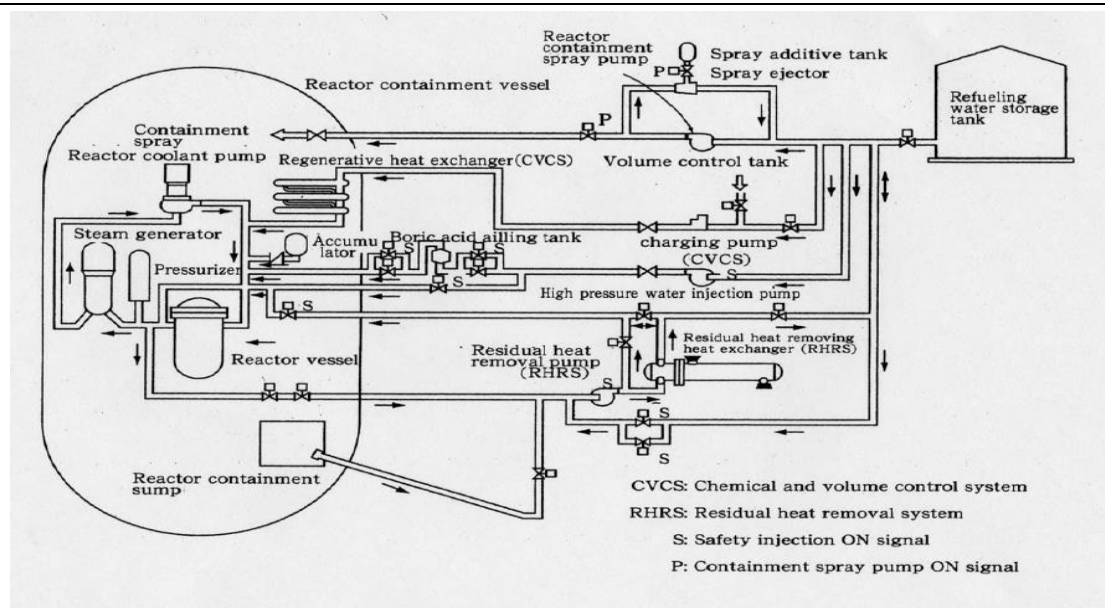 Reactor
containment
spray pump
Spray additive tank
P
Spray ejector
Reactor containment vessel
Refueling
water storage
tank
P
Containment
spray
Reactor coolant pump
Volume control tank
Regenerative heat exchanger(CVCS)
Steam generator
Accumu
lator
Boric acid ailling tank
charging pump
(CVCS)
S
S
S
Pressurizer
S
High pressure water injection pump
S
Reactor vessel
Residual heat
removal pump
(RHRS)
Residual heat removing
heat exchanger (RHRS)
S
S
S
Reactor containment
sump
CVCS: Chemical and volume control system
RHRS: Residual heat removal system
S: Safety injection ON signal
P: Containment spray pump ON signal